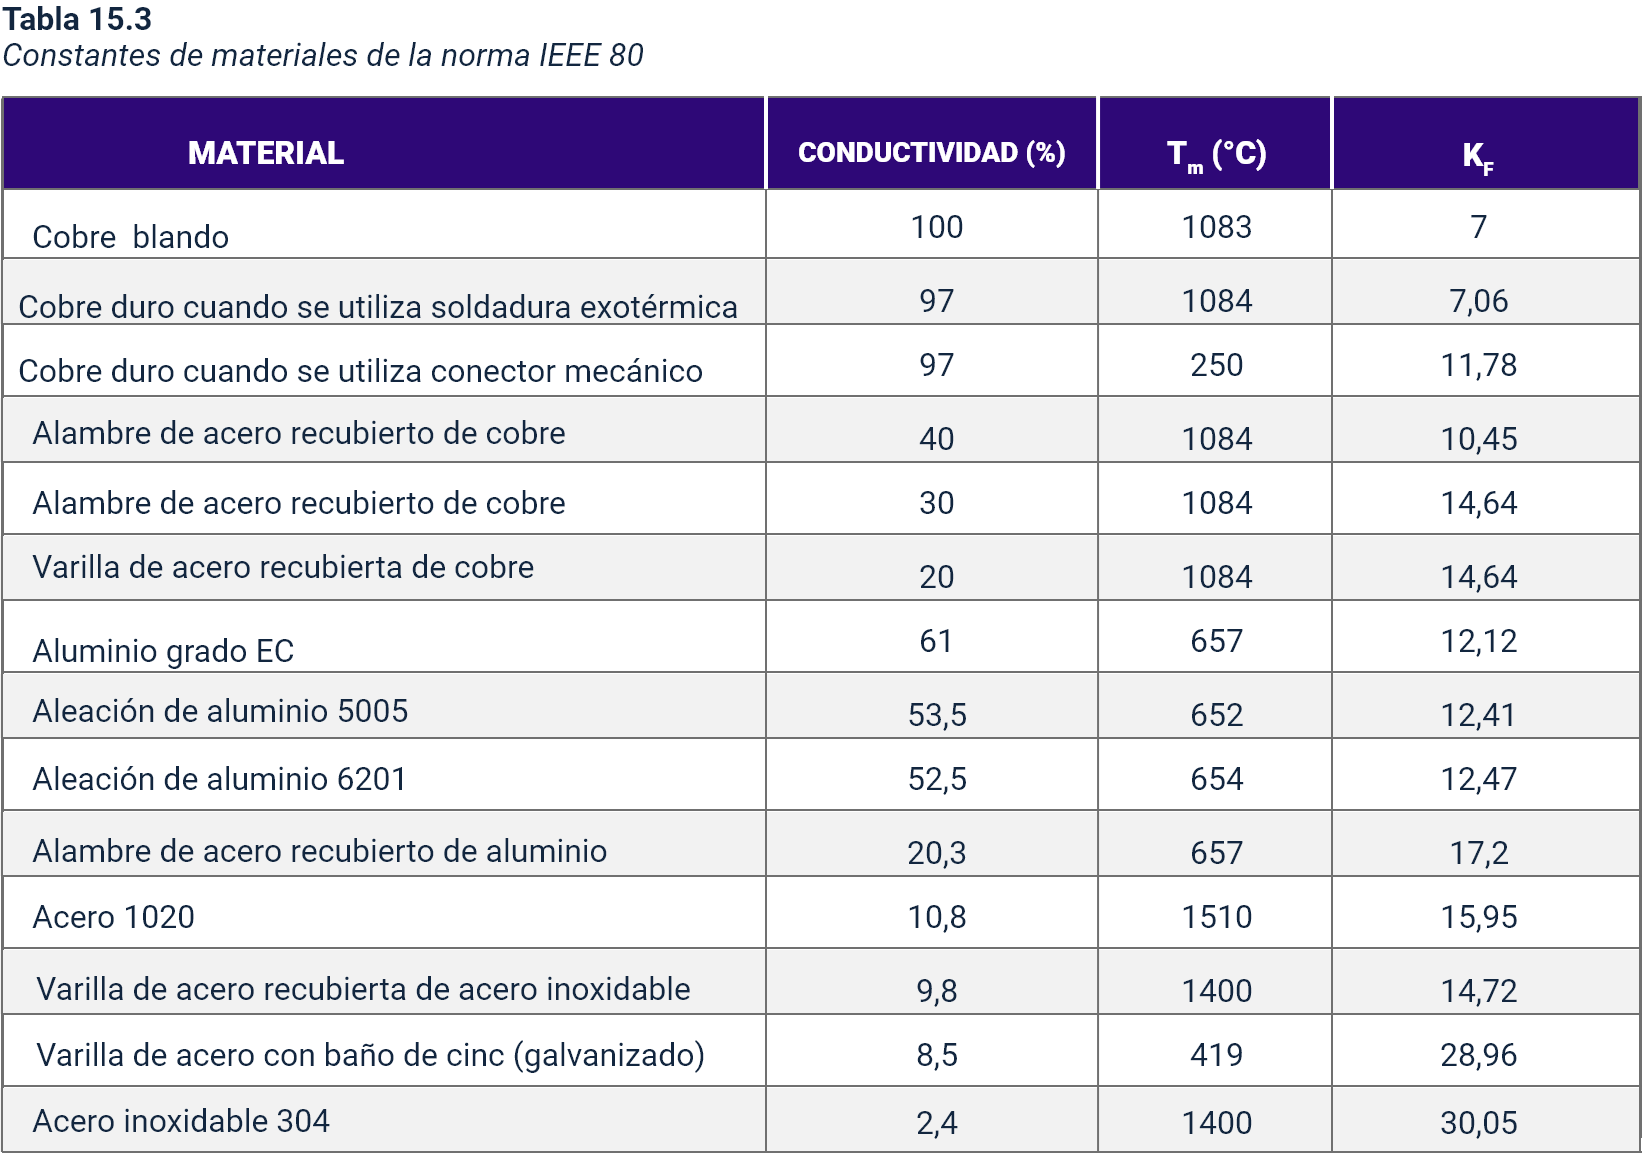 Tabla 15.3
Constantes de materiales de la norma IEEE 80
MATERIAL CONDUCTIVIDAD (%) Tm (°C) KF
Cobre blando 100 1083 7
Cobre duro cuando se utiliza soldadura exotérmica 97 1084 7,06
Cobre duro cuando se utiliza conector mecánico 97 250 11,78
Alambre de acero recubierto de cobre 40 1084 10,45
Alambre de acero recubierto de cobre 30 1084 14,64
Varilla de acero recubierta de cobre 20 1084 14,64
Aluminio grado EC 61 657 12,12
Aleación de aluminio 5005 53,5 652 12,41
Aleación de aluminio 6201 52,5 654 12,47
Alambre de acero recubierto de aluminio 20,3 657 17,2
Acero 1020 10,8 1510 15,95
Varilla de acero recubierta de acero inoxidable 9,8 1400 14,72
Varilla de acero con baño de cinc (galvanizado) 8,5 419 28,96
Acero inoxidable 304 2,4 1400 30,05